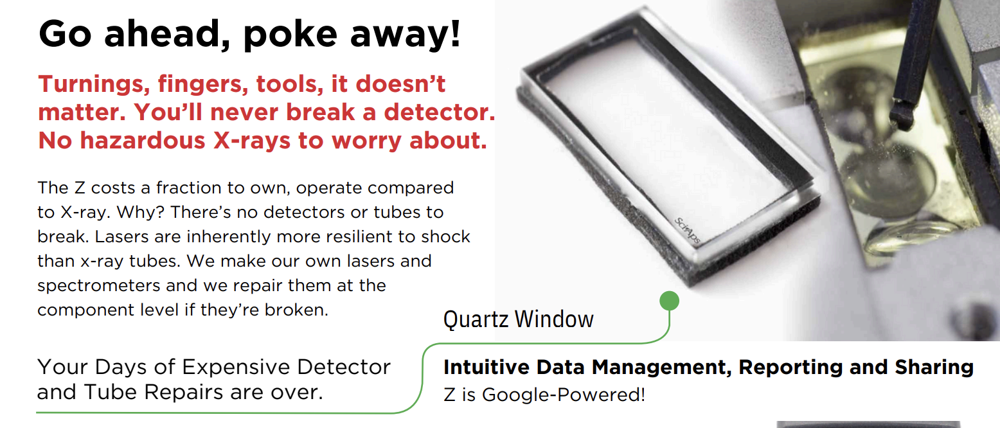 Go ahead, poke away!
Turnings, fingers, tools, it doesn't
matter. You'll never break a detector.
No hazardous X-rays to worry about.
The Z costs a fraction to own, operate compared
to X-ray. Why? There's no detectors or tubes to
break. Lasers are inherently more resilient to shock
than x-ray tubes. We make our own lasers and
spectrometers and we repair them at the
component level if they're broken.
SciAps
Quartz Window
Your Days of Expensive Detector
and Tube Repairs are over.
Intuitive Data Management, Reporting and Sharing
Z is Google-Powered!